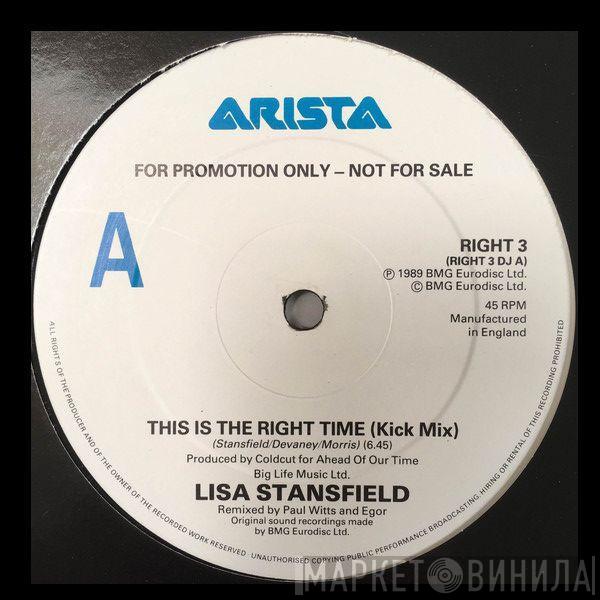 ARISTA
FOR PROMOTION ONLY – NOT FOR SALE
A
RIGHT 3
(RIGHT 3 DJ A)
Ⓟ 1989 BMG Eurodisc Ltd.
© BMG Eurodisc Ltd.
45 RPM
Manufactured
in England
THIS IS THE RIGHT TIME (Kick Mix)
(Stansfield/Devaney/Morris) (6.45)
Produced by Coldcut for Ahead Of Our Time
Big Life Music Ltd.
LISA STANSFIELD
Remixed by Paul Witts and Egor
Original sound recordings made
by BMG Eurodisc Ltd.
ALL RIGHTS OF THE PRODUCER AND OF THE OWNER OF THE RECORDED WORK RESERVED · UNAUTHORISED COPYING PUBLIC PERFORMANCE BROADCASTING, HIRING OR RENTAL OF THIS RECORDING PROHIBITED
МАРКЕТ ВИНИЛА